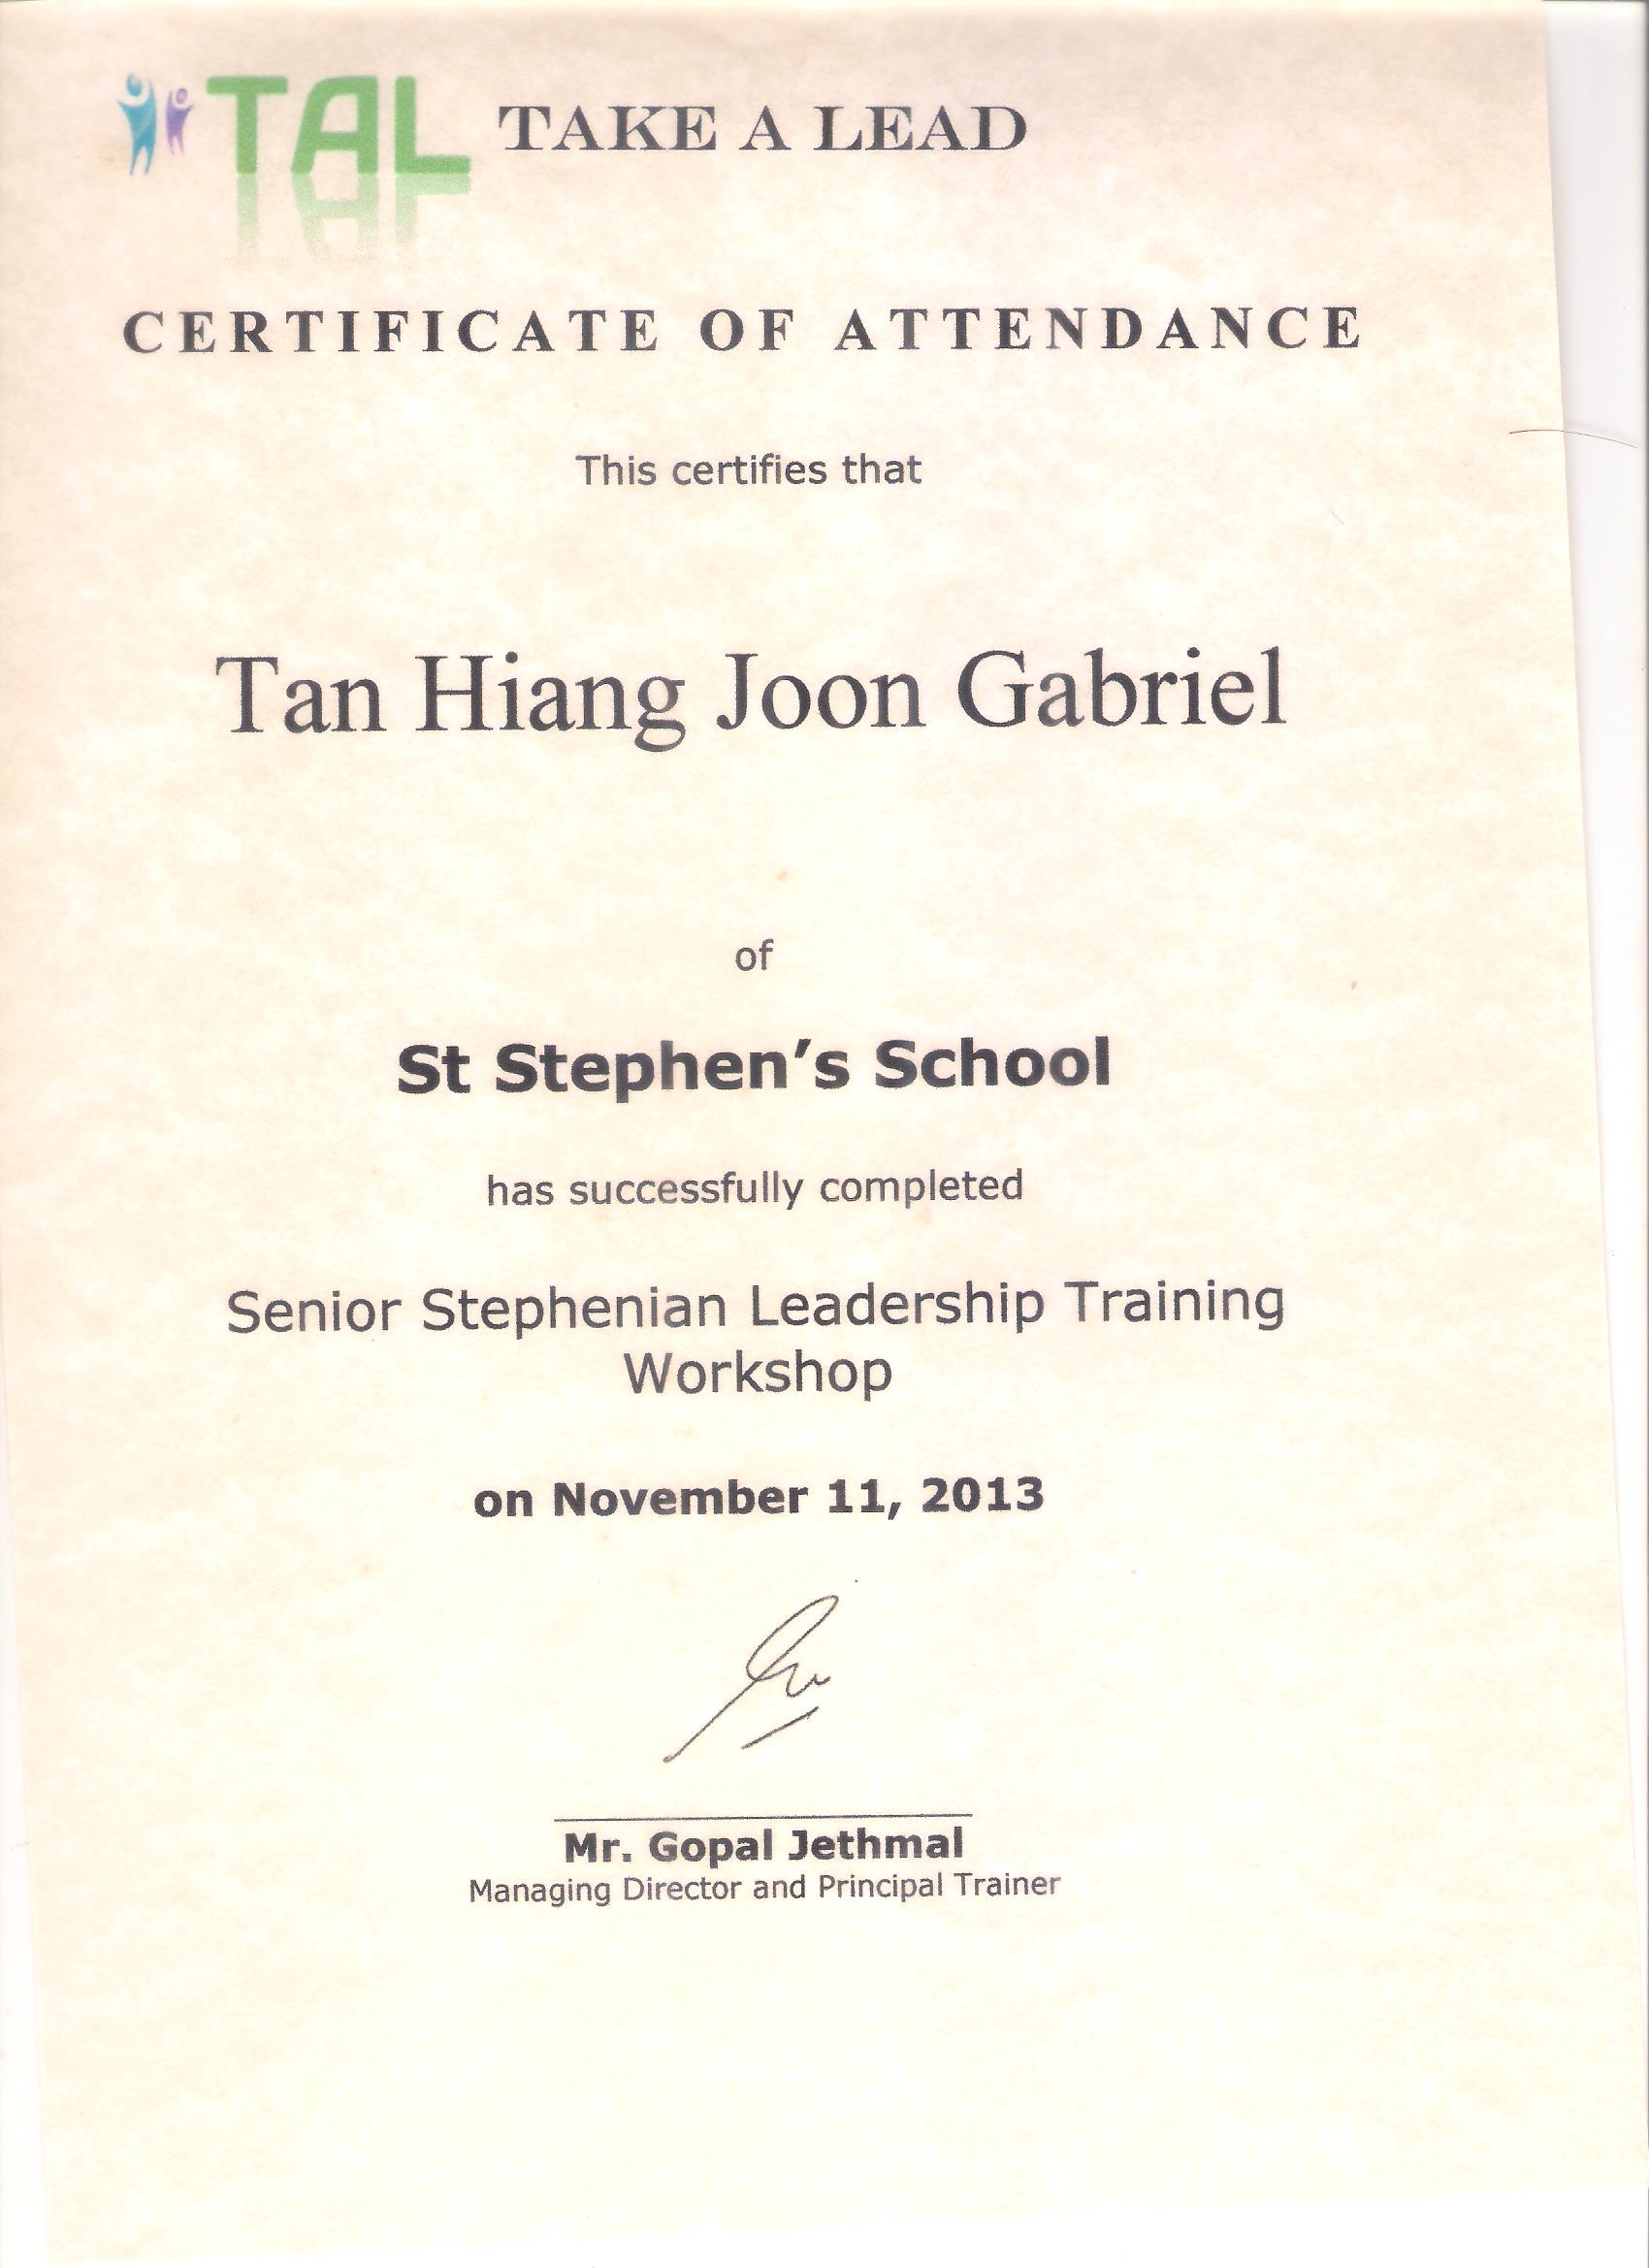 TAL TAKE A LEAD
CERTIFICATE OF ATTENDANCE
This certifies that
Tan Hiang Joon Gabriel
of
St Stephen’s School
has successfully completed
Senior Stephenian Leadership Training
Workshop
on November 11, 2013
Mr. Gopal Jethmal
Managing Director and Principal Trainer